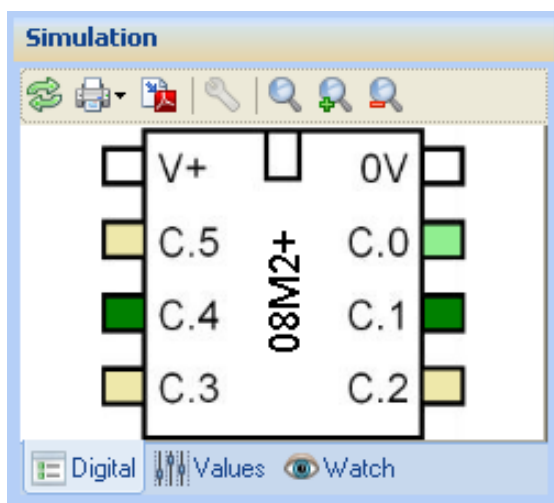 Simulation
V+ 0V
C.5 C.0
08M2+
C.4 C.1
C.3 C.2
Digital Values Watch